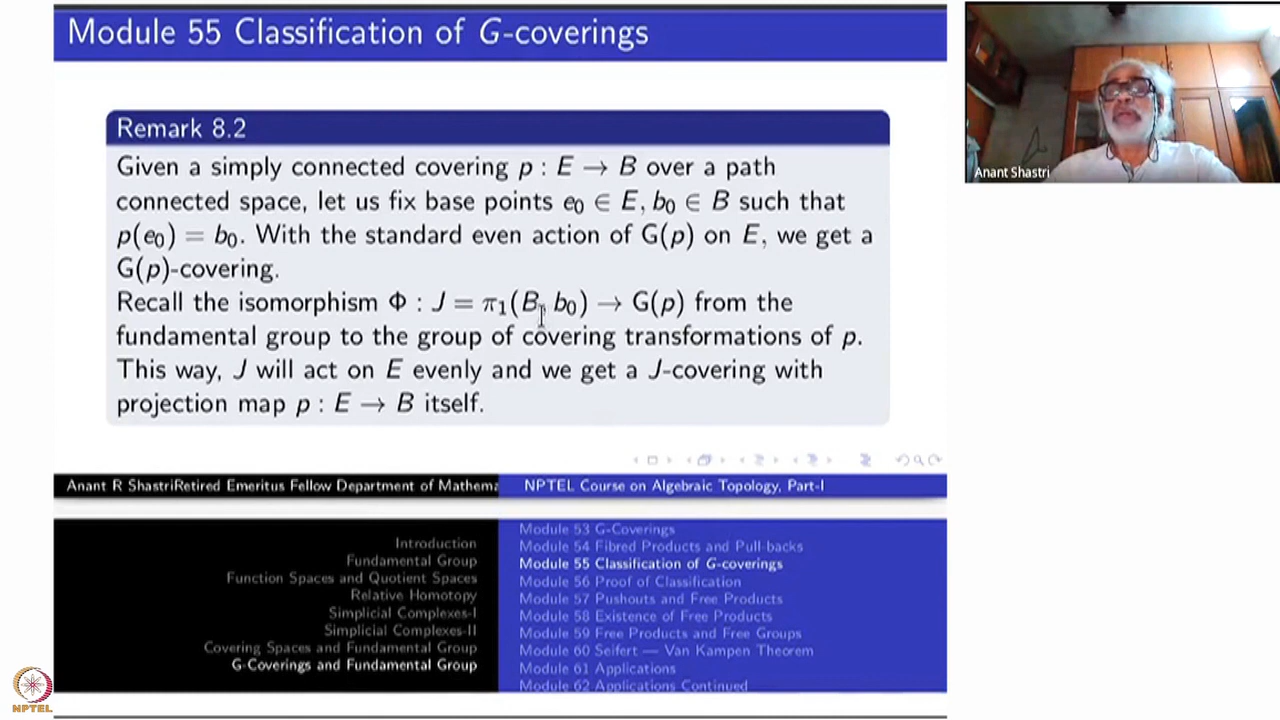 Module 55 Classification of G-coverings
Remark 8.2
Given a simply connected covering p : E → B over a path
connected space, let us fix base points e₀ ∈ E, b₀ ∈ B such that
p(e₀) = b₀. With the standard even action of G(p) on E, we get a
G(p)-covering.
Recall the isomorphism Φ : J = π₁(B, b₀) → G(p) from the
fundamental group to the group of covering transformations of p.
This way, J will act on E evenly and we get a J-covering with
projection map p : E → B itself.
Anant Shastri
Anant R ShastriRetired Emeritus Fellow Department of Mathema
NPTEL Course on Algebraic Topology, Part-I
Introduction
Fundamental Group
Function Spaces and Quotient Spaces
Relative Homotopy
Simplicial Complexes-I
Simplicial Complexes-II
Covering Spaces and Fundamental Group
G-Coverings and Fundamental Group
Module 53 G-Coverings
Module 54 Fibred Products and Pull-backs
Module 55 Classification of G-coverings
Module 56 Proof of Classification
Module 57 Pushouts and Free Products
Module 58 Existence of Free Products
Module 59 Free Products and Free Groups
Module 60 Seifert — Van Kampen Theorem
Module 61 Applications
Module 62 Applications Continued
NPTEL